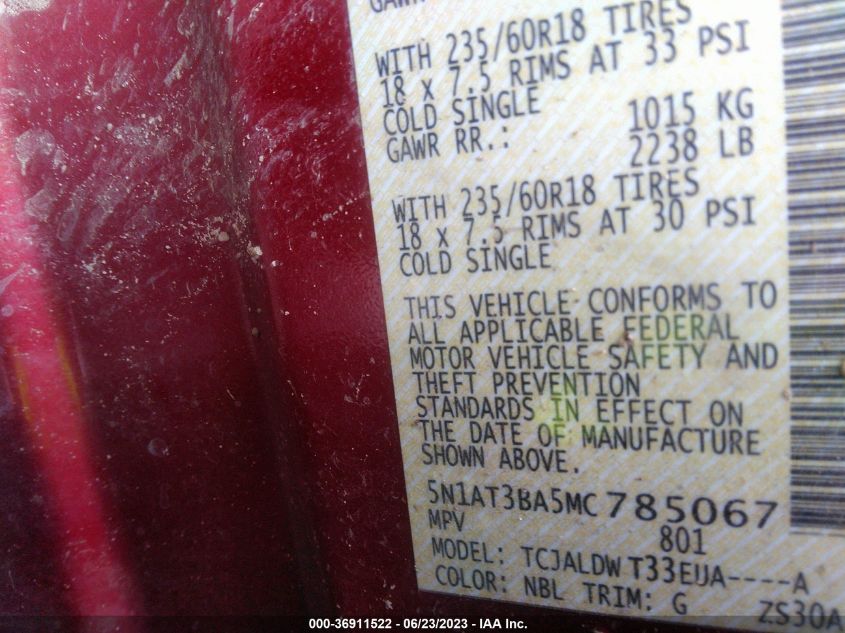 GAWR
WITH 235/60R18 TIRES
18 x 7.5 RIMS AT 33 PSI
COLD SINGLE
GAWR RR.: 1015 KG
2238 LB
WITH 235/60R18 TIRES
18 x 7.5 RIMS AT 30 PSI
COLD SINGLE
THIS VEHICLE CONFORMS TO
ALL APPLICABLE FEDERAL
MOTOR VEHICLE SAFETY AND
THEFT PREVENTION
STANDARDS IN EFFECT ON
THE DATE OF MANUFACTURE
SHOWN ABOVE.
5N1AT3BA5MC785067
MPV 801
MODEL: TCJALDW T33EUA----A
COLOR: NBL TRIM: G ZS30A
000-36911522 - 06/23/2023 - IAA Inc.